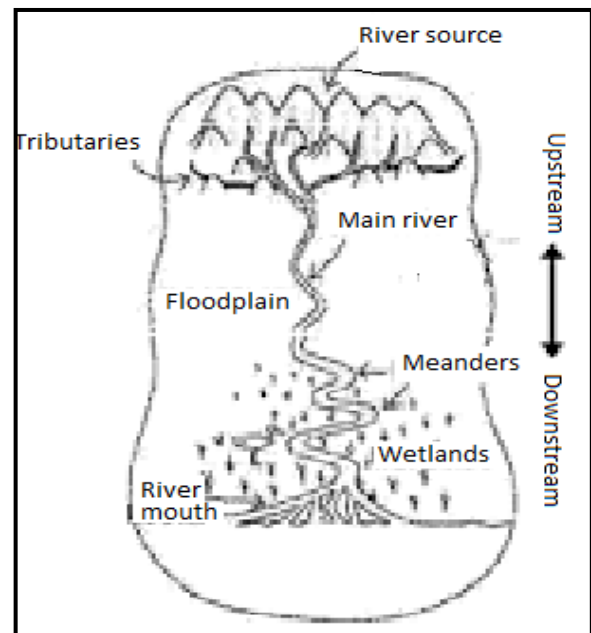 River source
Tributaries
Upstream
Main river
Floodplain
Meanders
Downstream
Wetlands
River
mouth